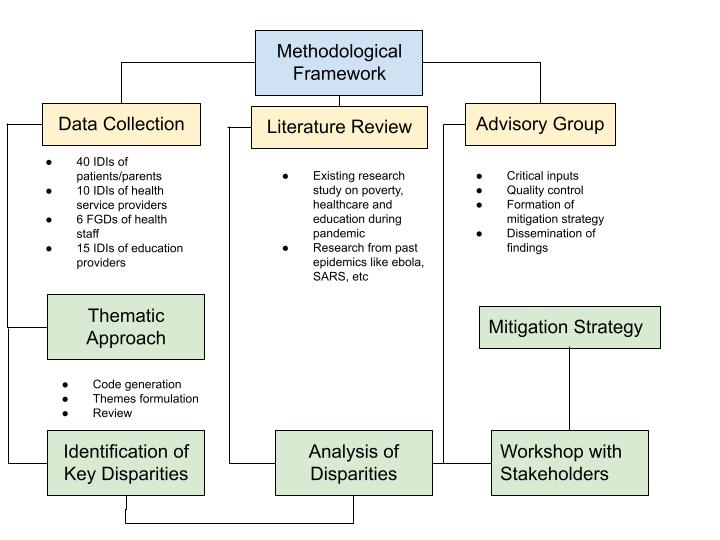 Methodological
Framework
Data Collection
Literature Review
Advisory Group
● 40 IDIs of
patients/parents
● 10 IDIs of health
service providers
● 6 FGDs of health
staff
● 15 IDIs of education
providers
● Existing research
study on poverty,
healthcare and
education during
pandemic
● Research from past
epidemics like ebola,
SARS, etc
● Critical inputs
● Quality control
● Formation of
mitigation strategy
● Dissemination of
findings
Thematic
Approach
Mitigation Strategy
● Code generation
● Themes formulation
● Review
Identification of
Key Disparities
Analysis of
Disparities
Workshop with
Stakeholders